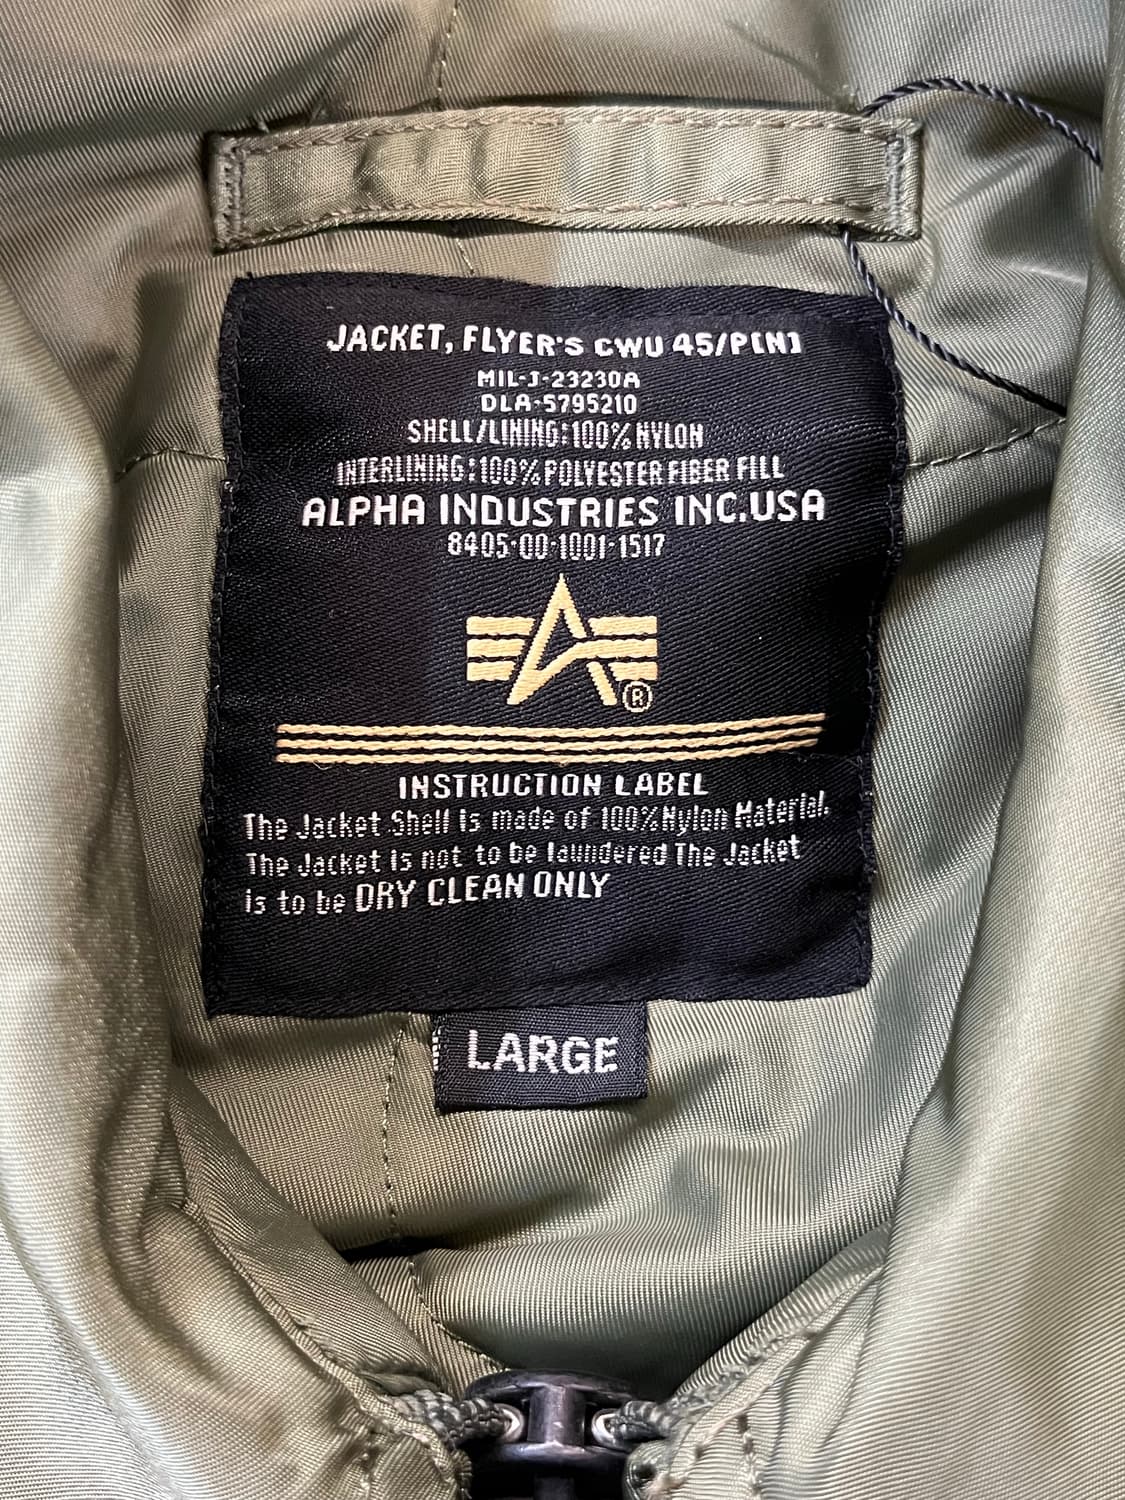 JACKET, FLYER'S CWU 45/P[N]
MIL-J-23230A
DLA-5795210
SHELL/LINING:100%NYLON
INTERLINING:100%POLYESTER FIBER FILL
ALPHA INDUSTRIES INC.USA
8405-00-1001-1517
®
INSTRUCTION LABEL
The Jacket Shell is made of 100%Nylon Material.
The Jacket is not to be laundered The Jacket
is to be DRY CLEAN ONLY
LARGE